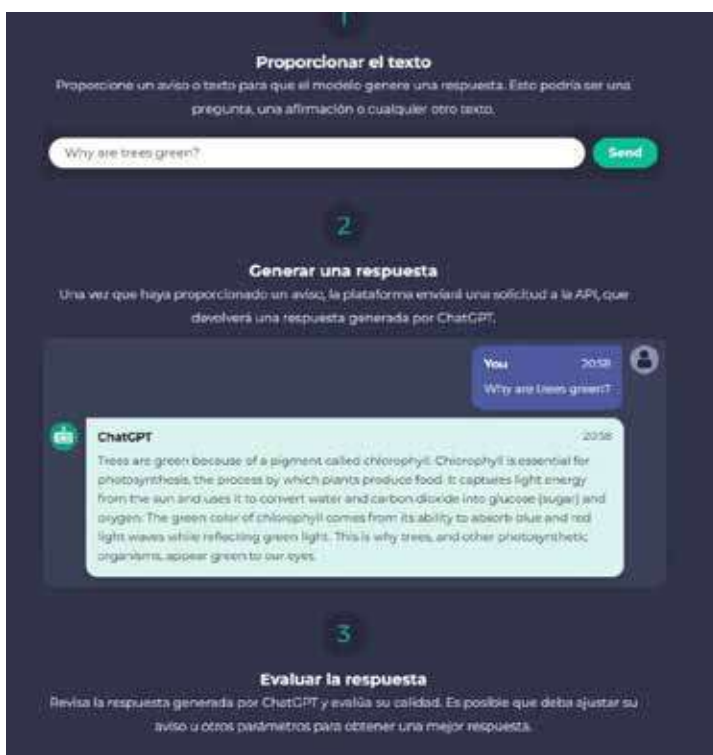 1
Proporcionar el texto
Proporcione un aviso o texto para que el modelo genere una respuesta. Esto podría ser una
pregunta, una afirmación o cualquier otro texto.
Why are trees green?
Send
2
Generar una respuesta
Una vez que haya proporcionado un aviso, la plataforma enviará una solicitud a la API, que
devolverá una respuesta generada por ChatGPT.
You 20:58
Why are trees green?
ChatGPT 20:58
Trees are green because of a pigment called chlorophyll. Chlorophyll is essential for
photosynthesis, the process by which plants produce food. It captures light energy
from the sun and uses it to convert water and carbon dioxide into glucose (sugar) and
oxygen. The green color of chlorophyll comes from its ability to absorb blue and red
light waves while reflecting green light. This is why trees, and other photosynthetic
organisms, appear green to our eyes.
3
Evaluar la respuesta
Revisa la respuesta generada por ChatGPT y evalúa su calidad. Es posible que deba ajustar su
aviso u otros parámetros para obtener una mejor respuesta.